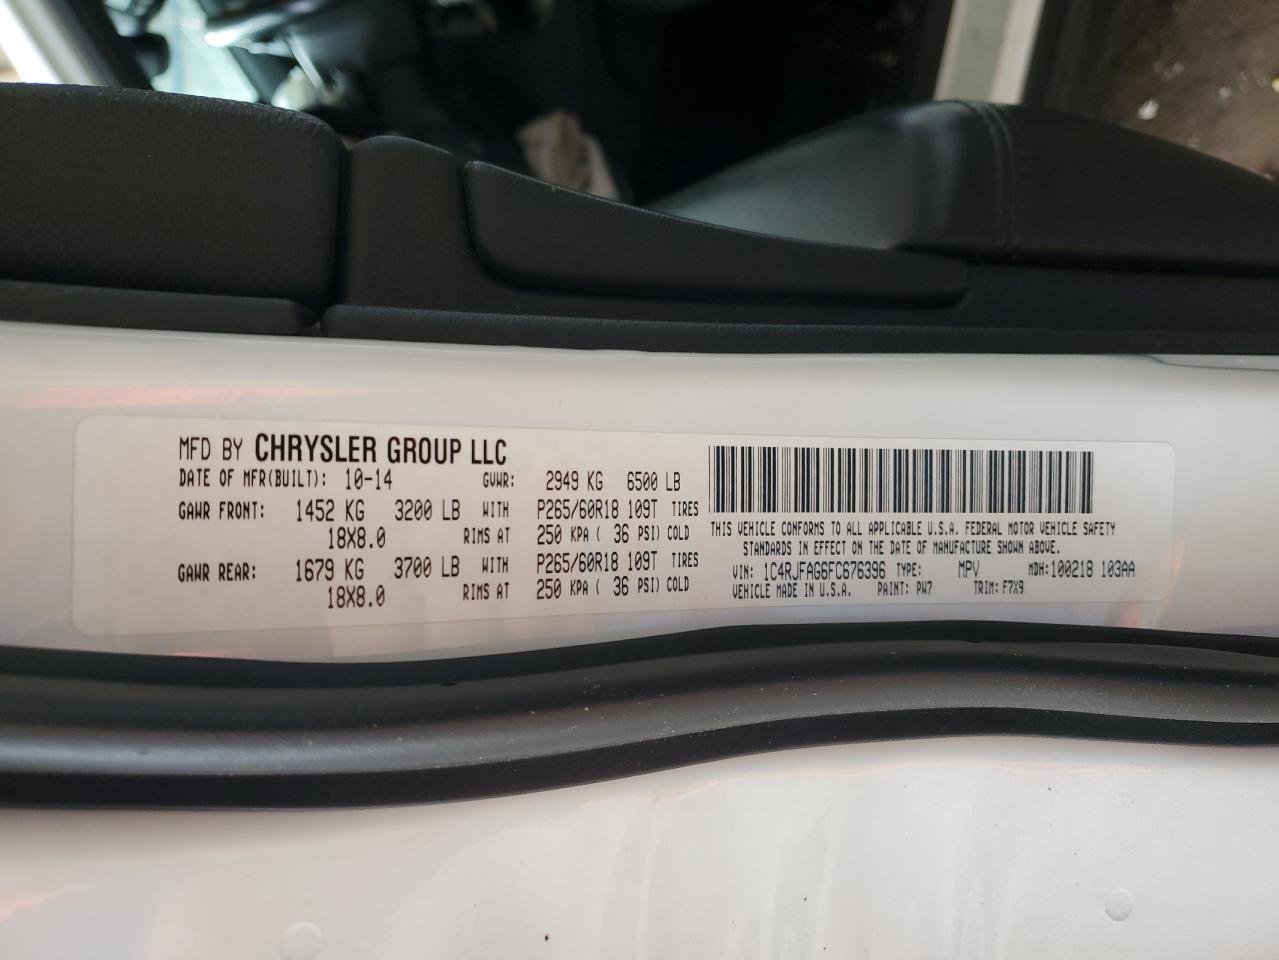 MFD BY CHRYSLER GROUP LLC
DATE OF MFR(BUILT): 10-14 GVWR: 2949 KG 6500 LB
GAWR FRONT: 1452 KG 3200 LB WITH P265/60R18 109T TIRES
18X8.0 RIMS AT 250 KPA ( 36 PSI) COLD
GAWR REAR: 1679 KG 3700 LB WITH P265/60R18 109T TIRES
18X8.0 RIMS AT 250 KPA ( 36 PSI) COLD
THIS VEHICLE CONFORMS TO ALL APPLICABLE U.S.A. FEDERAL MOTOR VEHICLE SAFETY
STANDARDS IN EFFECT ON THE DATE OF MANUFACTURE SHOWN ABOVE.
VIN: 1C4RJFAG6FC676396 TYPE: MPV MDH:100218 103AA
VEHICLE MADE IN U.S.A. PAINT: PW7 TRIM: F7X9